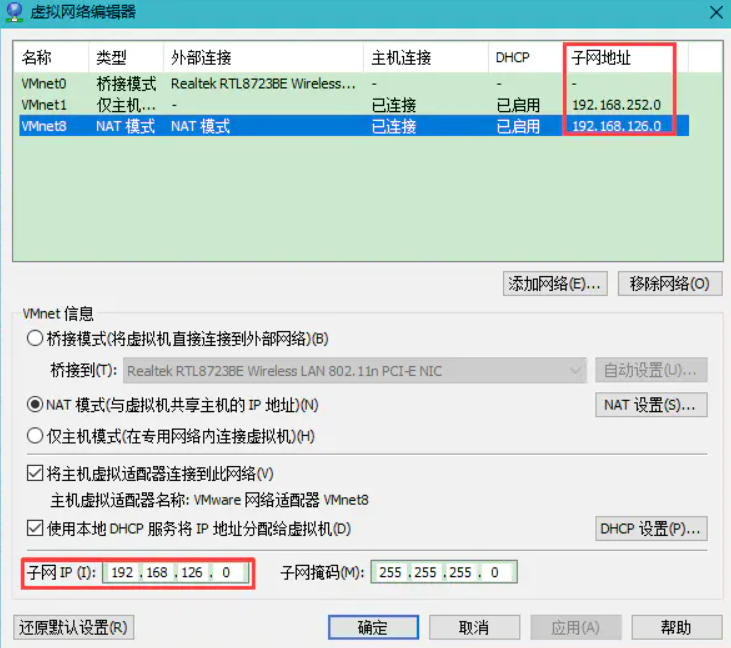 虚拟网络编辑器
名称 类型 外部连接 主机连接 DHCP 子网地址
VMnet0 桥接模式 Realtek RTL8723BE Wireless... - - -
VMnet1 仅主机... - 已连接 已启用 192.168.252.0
VMnet8 NAT 模式 NAT 模式 已连接 已启用 192.168.126.0
添加网络(E)... 移除网络(O)
VMnet 信息
桥接模式(将虚拟机直接连接到外部网络)(B)
桥接到(T): Realtek RTL8723BE Wireless LAN 802.11n PCI-E NIC 自动设置(U)...
NAT 模式(与虚拟机共享主机的 IP 地址)(N) NAT 设置(S)...
仅主机模式(在专用网络内连接虚拟机)(H)
将主机虚拟适配器连接到此网络(V)
主机虚拟适配器名称: VMware 网络适配器 VMnet8
使用本地 DHCP 服务将 IP 地址分配给虚拟机(D) DHCP 设置(P)...
子网 IP (I): 192 . 168 . 126 . 0 子网掩码(M): 255 . 255 . 255 . 0
还原默认设置(R) 确定 取消 应用(A) 帮助